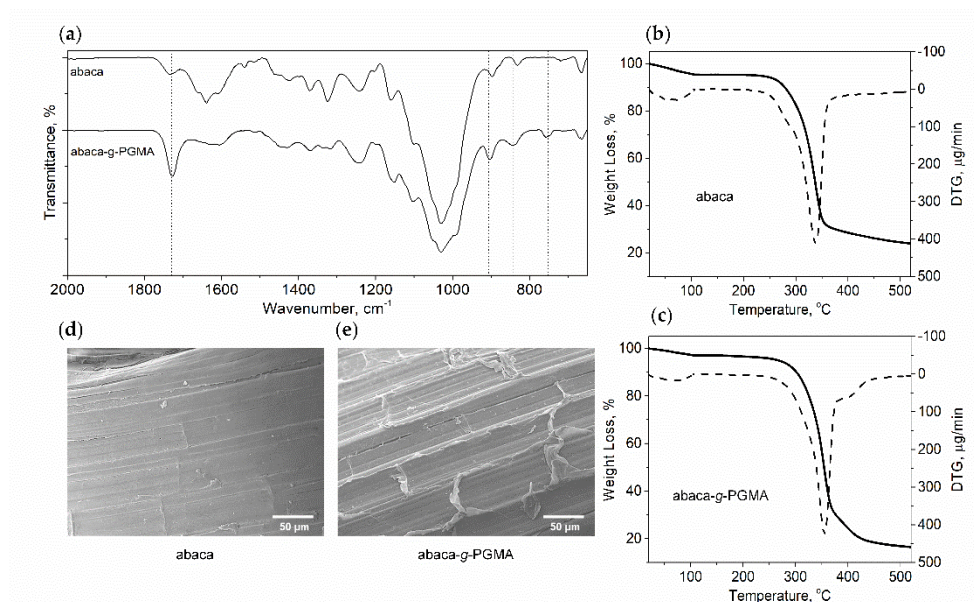 (a)
abaca
abaca-g-PGMA
Transmittance, %
2000 1800 1600 1400 1200 1000 800
Wavenumber, cm-1
(b)
100
80
60
40
20
Weight Loss, %
abaca
-100
0
100
200
300
400
500
DTG, µg/min
100 200 300 400 500
Temperature, °C
(c)
100
80
60
40
20
Weight Loss, %
abaca-g-PGMA
-100
0
100
200
300
400
500
DTG, µg/min
100 200 300 400 500
Temperature, °C
(d)
50 µm
abaca
(e)
50 µm
abaca-g-PGMA